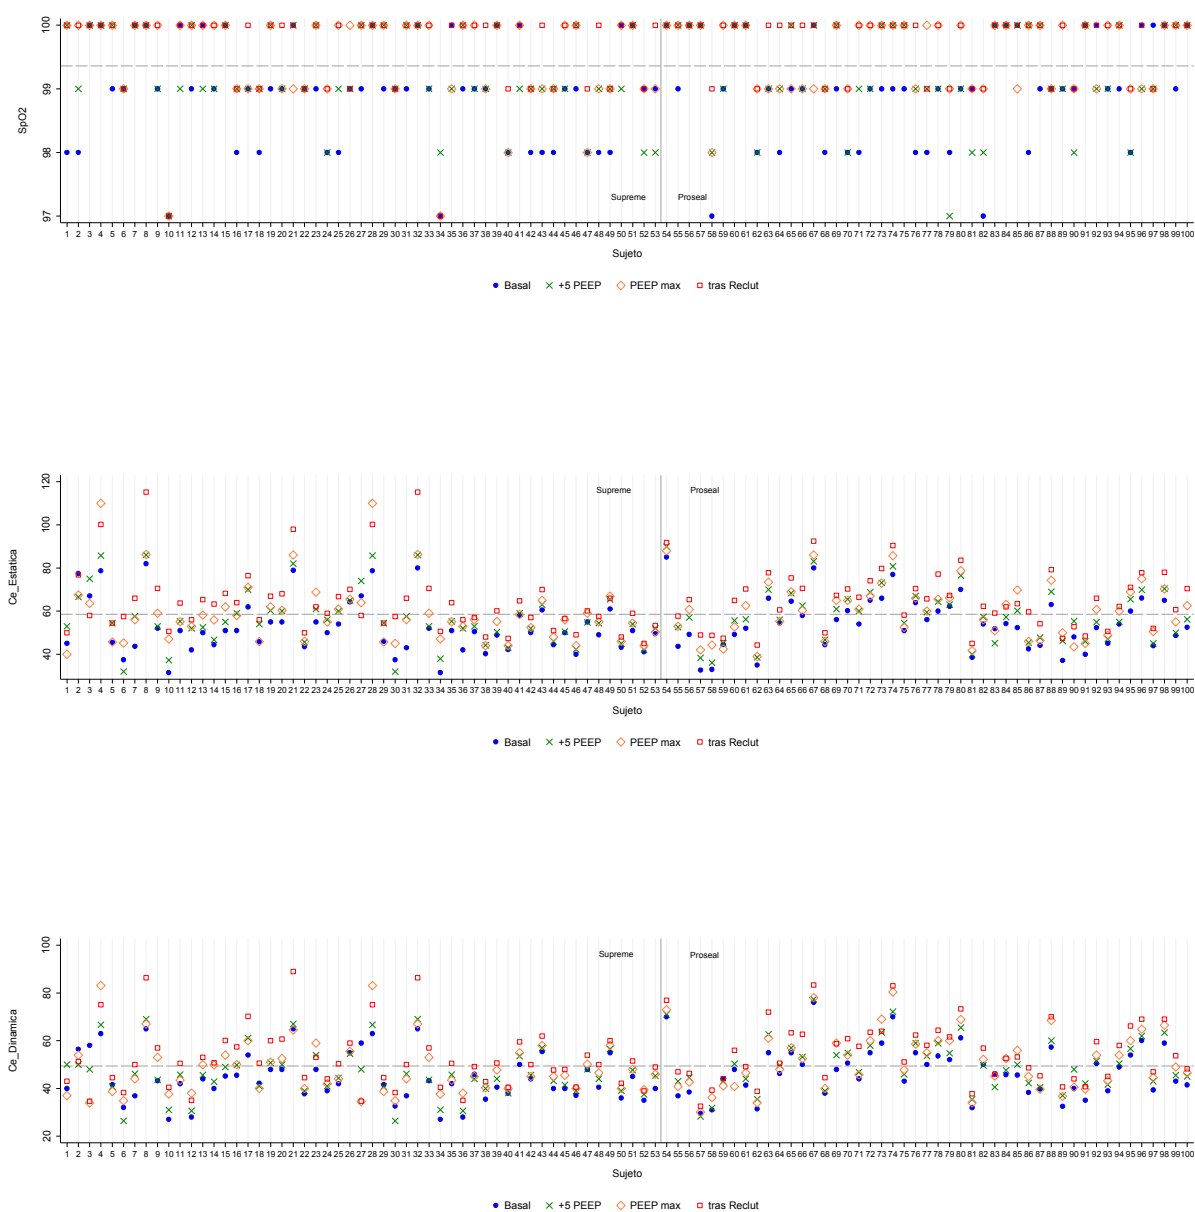 100
99
98
97
SpO2
Supreme Proseal
1 2 3 4 5 6 7 8 9 10 11 12 13 14 15 16 17 18 19 20 21 22 23 24 25 26 27 28 29 30 31 32 33 34 35 36 37 38 39 40 41 42 43 44 45 46 47 48 49 50 51 52 53 54 55 56 57 58 59 60 61 62 63 64 65 66 67 68 69 70 71 72 73 74 75 76 77 78 79 80 81 82 83 84 85 86 87 88 89 90 91 92 93 94 95 96 97 98 99 100
Sujeto
Basal +5 PEEP PEEP max tras Reclut
120
100
80
60
40
Ce_Estatica
Supreme Proseal
1 2 3 4 5 6 7 8 9 10 11 12 13 14 15 16 17 18 19 20 21 22 23 24 25 26 27 28 29 30 31 32 33 34 35 36 37 38 39 40 41 42 43 44 45 46 47 48 49 50 51 52 53 54 55 56 57 58 59 60 61 62 63 64 65 66 67 68 69 70 71 72 73 74 75 76 77 78 79 80 81 82 83 84 85 86 87 88 89 90 91 92 93 94 95 96 97 98 99 100
Sujeto
Basal +5 PEEP PEEP max tras Reclut
100
80
60
40
20
Ce_Dinamica
Supreme Proseal
1 2 3 4 5 6 7 8 9 10 11 12 13 14 15 16 17 18 19 20 21 22 23 24 25 26 27 28 29 30 31 32 33 34 35 36 37 38 39 40 41 42 43 44 45 46 47 48 49 50 51 52 53 54 55 56 57 58 59 60 61 62 63 64 65 66 67 68 69 70 71 72 73 74 75 76 77 78 79 80 81 82 83 84 85 86 87 88 89 90 91 92 93 94 95 96 97 98 99 100
Sujeto
Basal +5 PEEP PEEP max tras Reclut